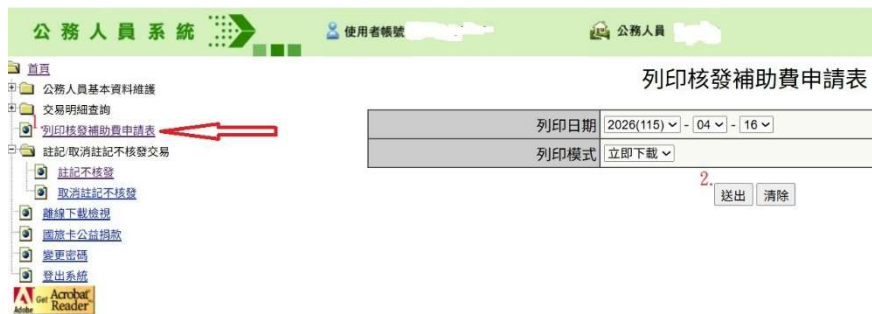 公務人員系統
使用者帳號
公務人員
首頁
公務人員基本資料維護
交易明細查詢
1.
列印核發補助費申請表
註記/取消註記不核發交易
註記不核發
取消註記不核發
離線下載檢視
國旅卡公益捐款
變更密碼
登出系統
Get Acrobat
Adobe Reader
列印核發補助費申請表
列印日期 2026(115) - 04 - 16
列印模式 立即下載
2.
送出 清除